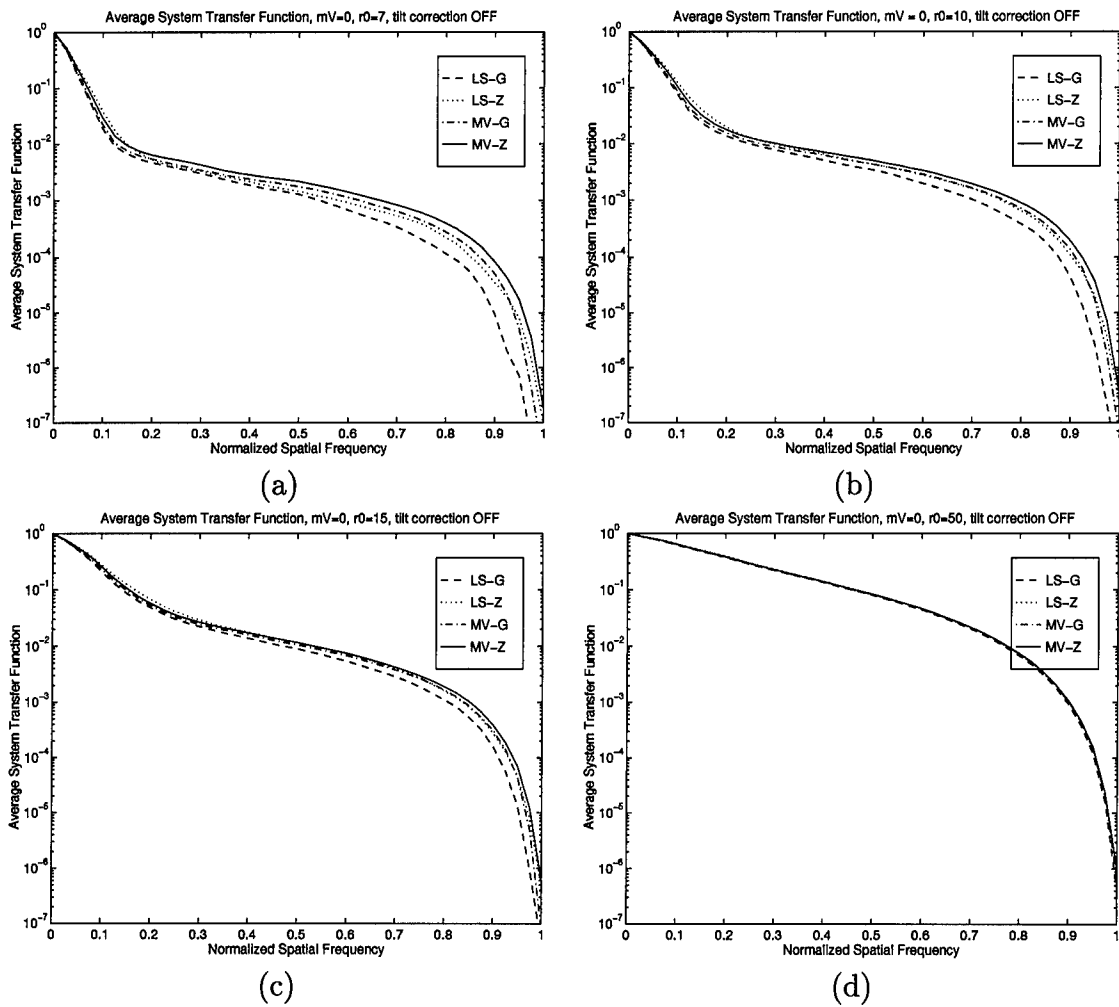 Average System Transfer Function, mV=0, r0=7, tilt correction OFF
Average System Transfer Function
10^0
10^-1
10^-2
10^-3
10^-4
10^-5
10^-6
10^-7
LS-G
LS-Z
MV-G
MV-Z
0 0.1 0.2 0.3 0.4 0.5 0.6 0.7 0.8 0.9 1
Normalized Spatial Frequency
(a)
Average System Transfer Function, mV = 0, r0=10, tilt correction OFF
Average System Transfer Function
10^0
10^-1
10^-2
10^-3
10^-4
10^-5
10^-6
10^-7
LS-G
LS-Z
MV-G
MV-Z
0 0.1 0.2 0.3 0.4 0.5 0.6 0.7 0.8 0.9 1
Normalized Spatial Frequency
(b)
Average System Transfer Function, mV=0, r0=15, tilt correction OFF
Average System Transfer Function
10^0
10^-1
10^-2
10^-3
10^-4
10^-5
10^-6
10^-7
LS-G
LS-Z
MV-G
MV-Z
0 0.1 0.2 0.3 0.4 0.5 0.6 0.7 0.8 0.9 1
Normalized Spatial Frequency
(c)
Average System Transfer Function, mV=0, r0=50, tilt correction OFF
Average System Transfer Function
10^0
10^-1
10^-2
10^-3
10^-4
10^-5
10^-6
10^-7
LS-G
LS-Z
MV-G
MV-Z
0 0.1 0.2 0.3 0.4 0.5 0.6 0.7 0.8 0.9 1
Normalized Spatial Frequency
(d)